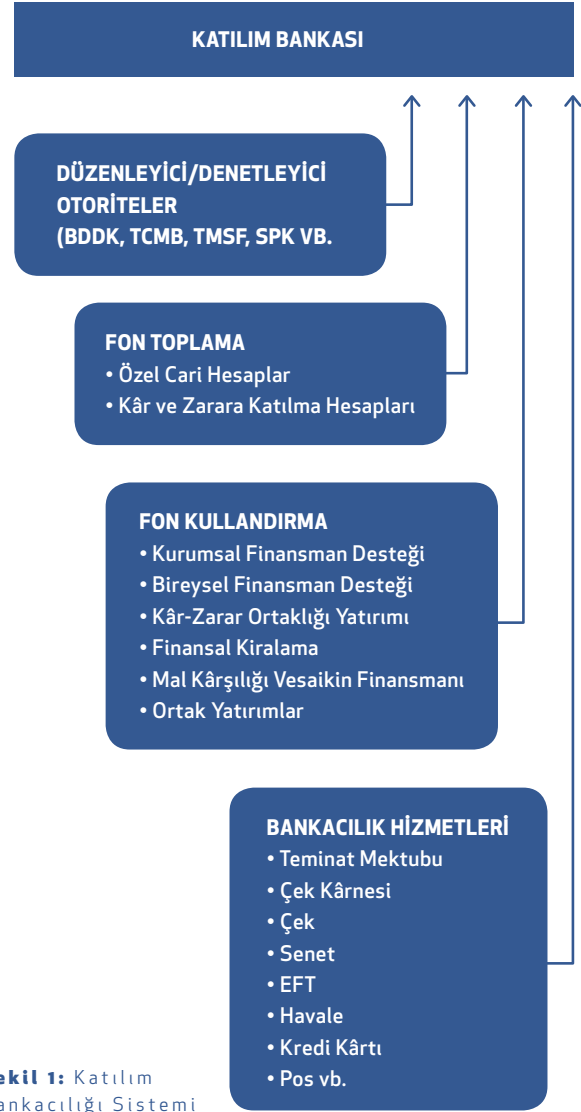 KATILIM BANKASI
DÜZENLEYİCİ/DENETLEYİCİ
OTORİTELER
(BDDK, TCMB, TMSF, SPK VB.
FON TOPLAMA
• Özel Cari Hesaplar
• Kâr ve Zarara Katılma Hesapları
FON KULLANDIRMA
• Kurumsal Finansman Desteği
• Bireysel Finansman Desteği
• Kâr-Zarar Ortaklığı Yatırımı
• Finansal Kiralama
• Mal Kârşılığı Vesaikin Finansmanı
• Ortak Yatırımlar
BANKACILIK HİZMETLERİ
• Teminat Mektubu
• Çek Kârnesi
• Çek
• Senet
• EFT
• Havale
• Kredi Kârtı
• Pos vb.
ekil 1: Katılım
ankacılığı Sistemi